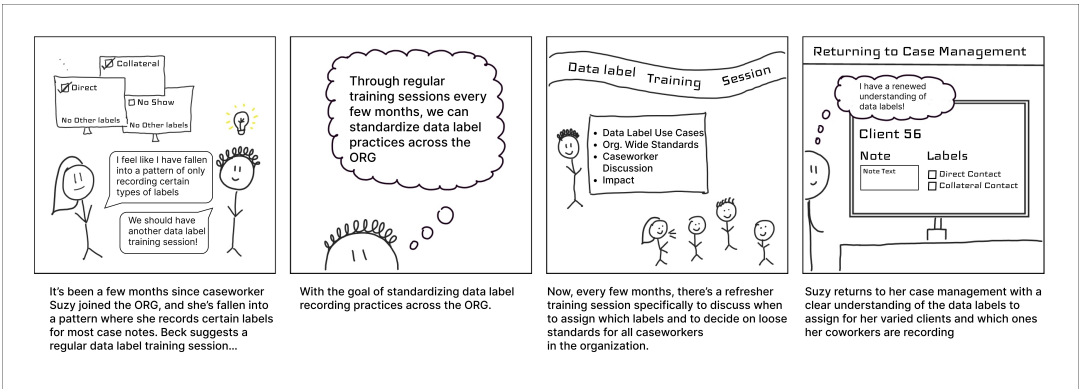 Collateral
Direct
No Show
No Other labels
No Other labels
I feel like I have fallen
into a pattern of only
recording certain
types of labels
We should have
another data label
training session!
It's been a few months since caseworker
Suzy joined the ORG, and she's fallen into
a pattern where she records certain labels
for most case notes. Beck suggests a
regular data label training session...
Through regular
training sessions every
few months, we can
standardize data label
practices across the
ORG
With the goal of standardizing data label
recording practices across the ORG.
Data label Training Session
• Data Label Use Cases
• Org. Wide Standards
• Caseworker
Discussion
• Impact
Now, every few months, there's a refresher
training session specifically to discuss when
to assign which labels and to decide on loose
standards for all caseworkers
in the organization.
Returning to Case Management
I have a renewed
understanding of
data labels!
Client 56
Note Labels
Note Text
Direct Contact
Collateral Contact
Suzy returns to her case management with a
clear understanding of the data labels to
assign for her varied clients and which ones
her coworkers are recording